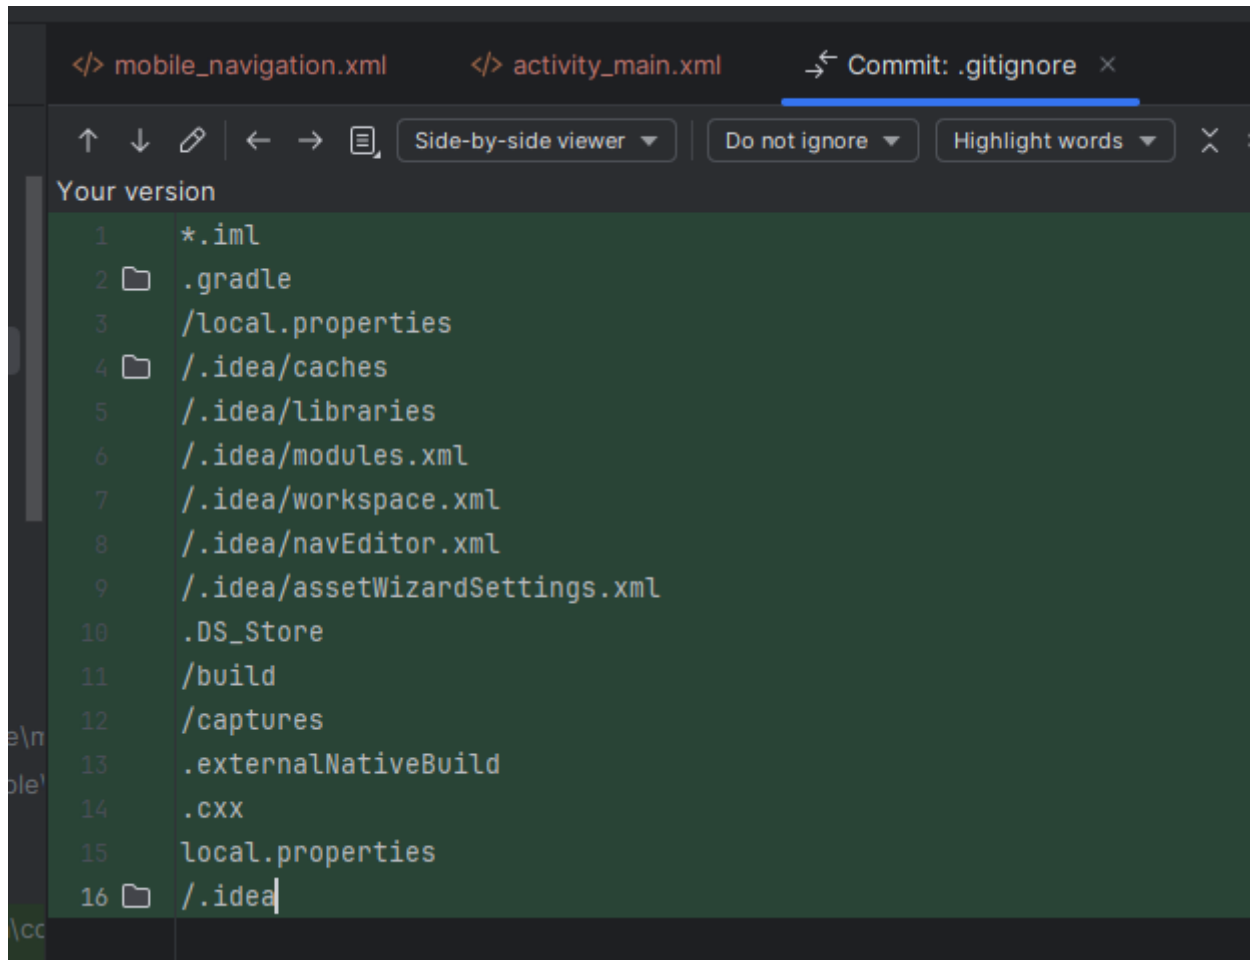 </> mobile_navigation.xml </> activity_main.xml Commit: .gitignore ×
Side-by-side viewer Do not ignore Highlight words
Your version
1 *.iml
2 .gradle
3 /local.properties
4 /.idea/caches
5 /.idea/libraries
6 /.idea/modules.xml
7 /.idea/workspace.xml
8 /.idea/navEditor.xml
9 /.idea/assetWizardSettings.xml
10 .DS_Store
11 /build
12 /captures
13 .externalNativeBuild
14 .cxx
15 local.properties
16 /.idea